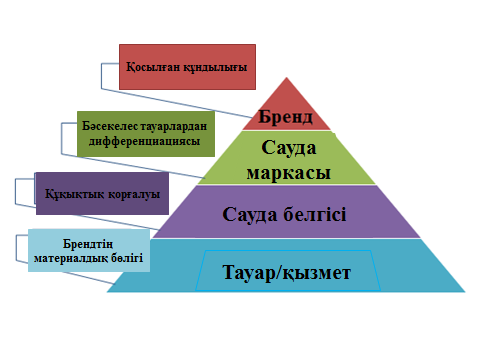 Қосылған құндылығы
Бренд
Бәсекелес тауарлардан
дифференциациясы
Сауда
маркасы
Құқықтық қорғалуы
Сауда белгісі
Брендтің
материалдық бөлігі
Тауар/қызмет